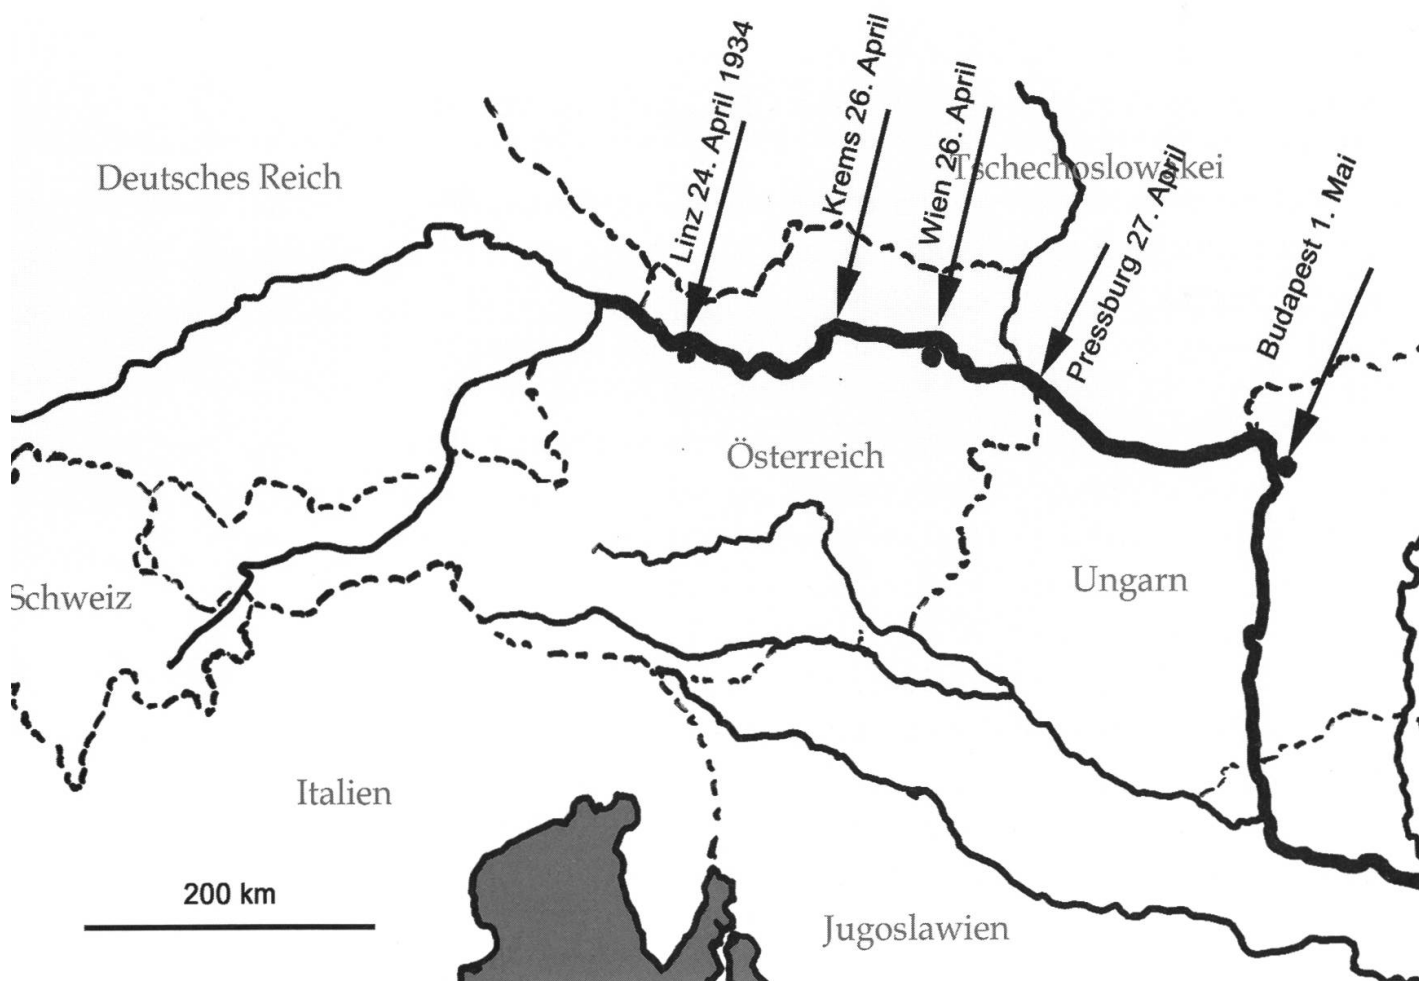 Linz 24. April 1934
Krems 26. April
Wien 26. April
Pressburg 27. April
Budapest 1. Mai
Deutsches Reich
Tschechoslowakei
Österreich
Ungarn
Schweiz
Italien
Jugoslawien
200 km